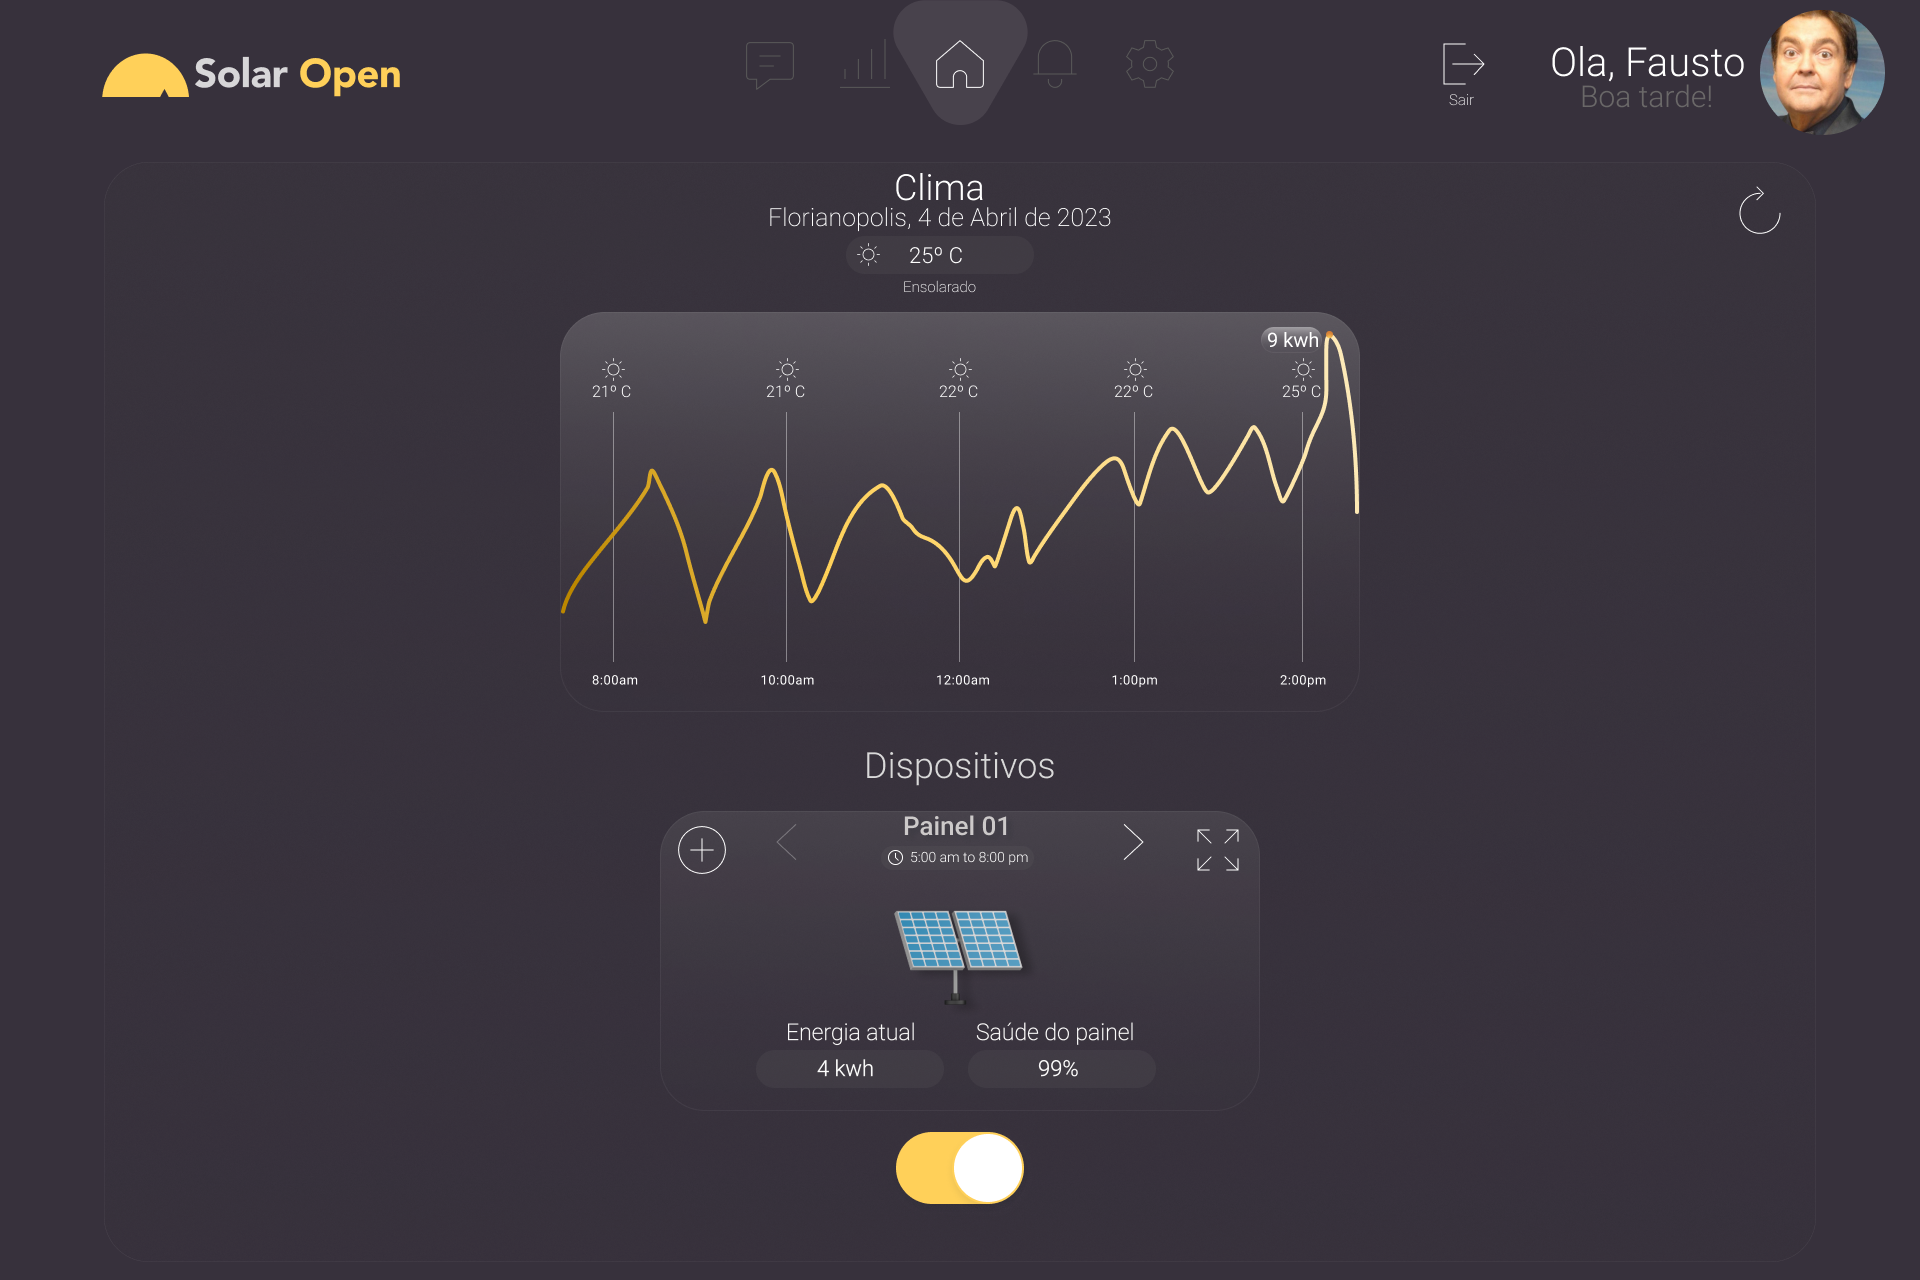 Solar Open
Sair
Ola, Fausto
Boa tarde!
Clima
Florianopolis, 4 de Abril de 2023
25º C
Ensolarado
9 kwh
21º C 21º C 22º C 22º C 25º C
8:00am 10:00am 12:00am 1:00pm 2:00pm
Dispositivos
Painel 01
5:00 am to 8:00 pm
Energia atual Saúde do painel
4 kwh 99%